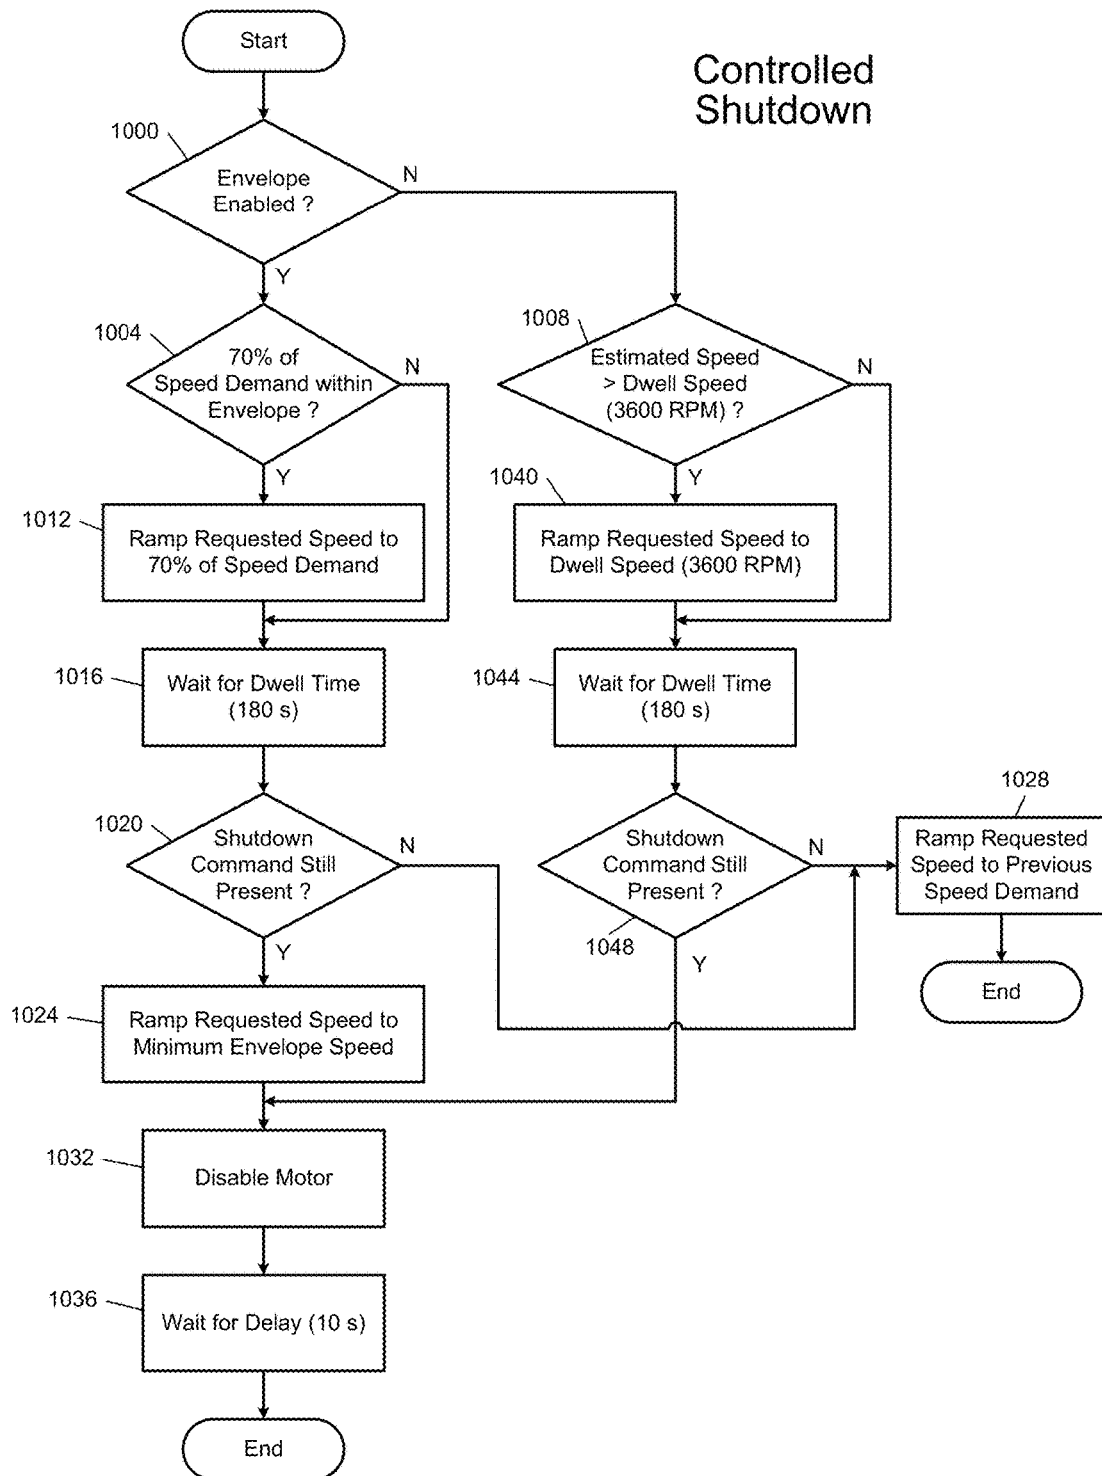 Start
Controlled
Shutdown
1000
Envelope
Enabled ?
N
Y
1004
70% of
Speed Demand within
Envelope ?
N
Y
1008
Estimated Speed
> Dwell Speed
(3600 RPM) ?
N
Y
1012
Ramp Requested Speed to
70% of Speed Demand
1040
Ramp Requested Speed to
Dwell Speed (3600 RPM)
1016
Wait for Dwell Time
(180 s)
1044
Wait for Dwell Time
(180 s)
1020
Shutdown
Command Still
Present ?
N
Y
Shutdown
Command Still
Present ?
N
1048
Y
1028
Ramp Requested
Speed to Previous
Speed Demand
End
1024
Ramp Requested Speed to
Minimum Envelope Speed
1032
Disable Motor
1036
Wait for Delay (10 s)
End